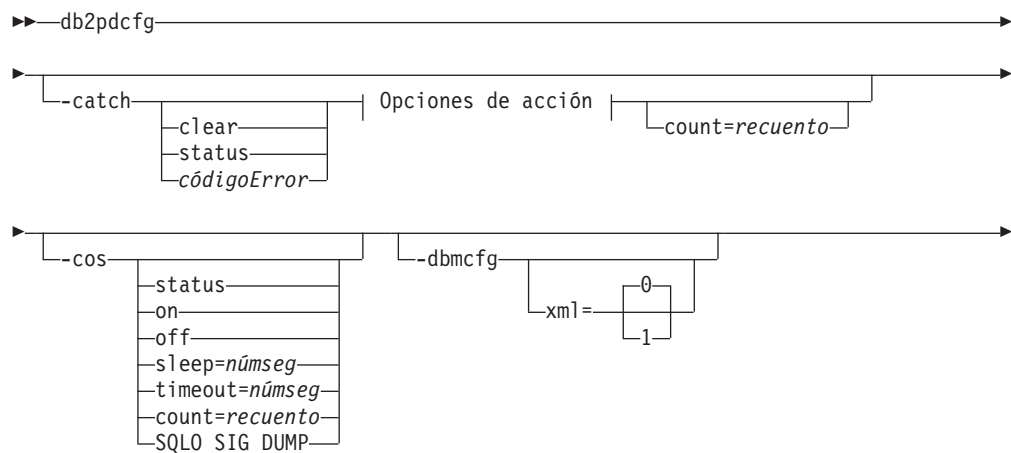 db2pdcfg
-catch
clear
status
códigoError
Opciones de acción
count=recuento
-cos
status
on
off
sleep=númseg
timeout=númseg
count=recuento
SQLO SIG DUMP
-dbmcfg
xml=
0
1